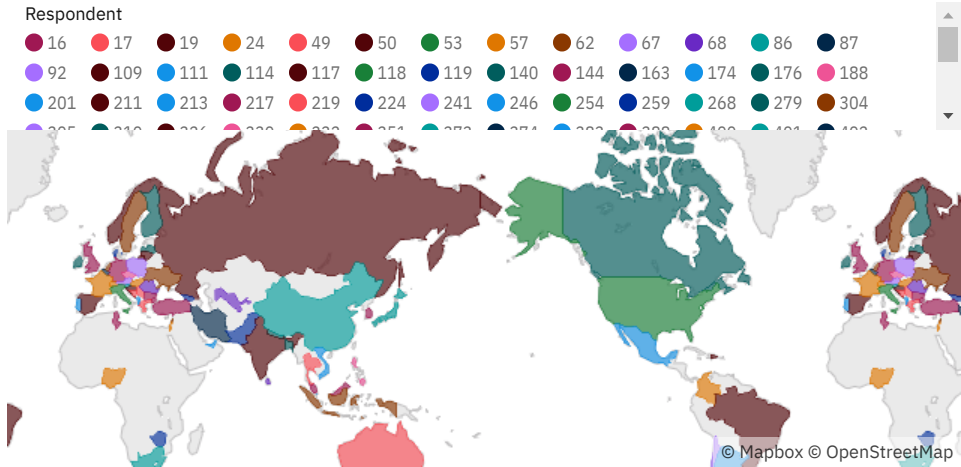 Respondent
16 17 19 24 49 50 53 57 62 67 68 86 87
92 109 111 114 117 118 119 140 144 163 174 176 188
201 211 213 217 219 224 241 246 254 259 268 279 304
© Mapbox © OpenStreetMap